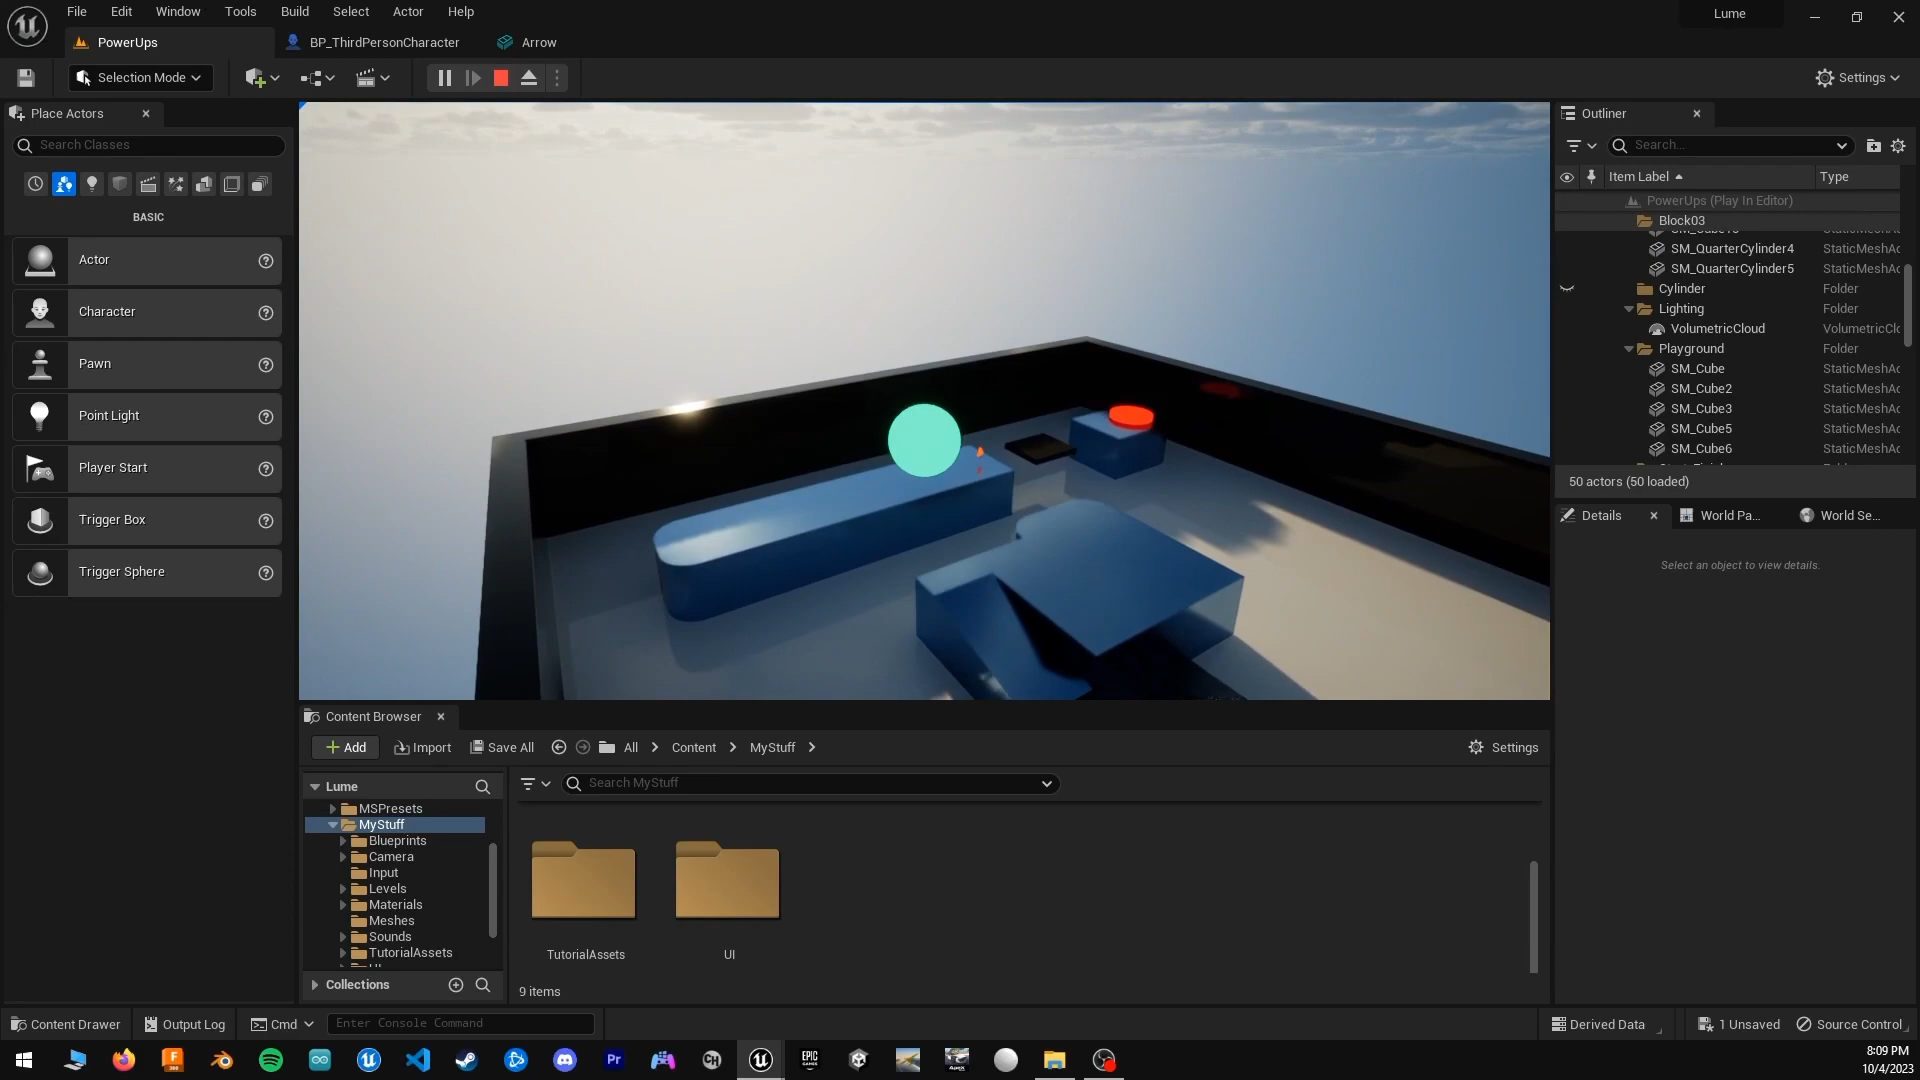 File Edit Window Tools Build Select Actor Help
Lume
PowerUps
BP_ThirdPersonCharacter
Arrow
Selection Mode
Settings
Place Actors
Search Classes
BASIC
Actor
Character
Pawn
Point Light
Player Start
Trigger Box
Trigger Sphere
Outliner
Search...
Item Label Type
PowerUps (Play In Editor)
Block03
SM_QuarterCylinder4 StaticMeshAc
SM_QuarterCylinder5 StaticMeshAc
Cylinder Folder
Lighting Folder
VolumetricCloud VolumetricClo
Playground Folder
SM_Cube StaticMeshAc
SM_Cube2 StaticMeshAc
SM_Cube3 StaticMeshAc
SM_Cube5 StaticMeshAc
SM_Cube6 StaticMeshAc
50 actors (50 loaded)
Details
World Pa...
World Se...
Select an object to view details.
Content Browser
Add Import Save All All Content MyStuff
Settings
Lume
MSPresets
MyStuff
Blueprints
Camera
Input
Levels
Materials
Meshes
Sounds
TutorialAssets
Collections
Search MyStuff
TutorialAssets
UI
9 items
Content Drawer
Output Log
Cmd
Enter Console Command
Derived Data
1 Unsaved
Source Control
8:09 PM
10/4/2023